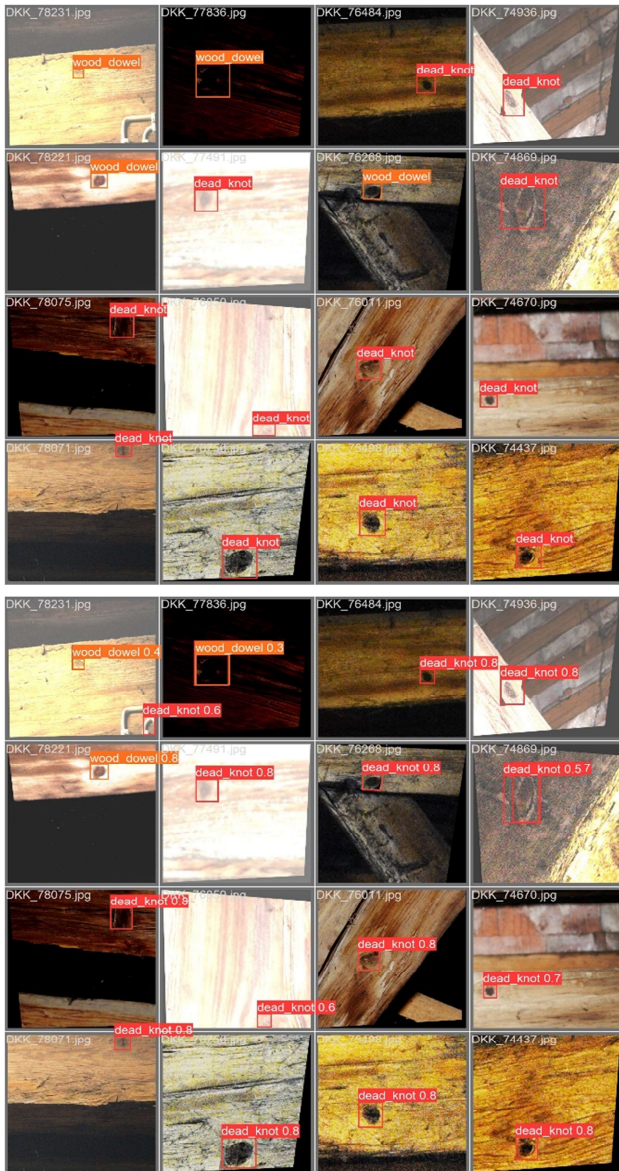 DKK_78231.jpg DKK_77836.jpg DKK_76484.jpg DKK_74936.jpg
wood_dowel wood_dowel dead_knot dead_knot
DKK_78221.jpg DKK_77491.jpg DKK_76268.jpg DKK_74869.jpg
wood_dowel dead_knot wood_dowel dead_knot
DKK_78075.jpg DKK_76011.jpg DKK_74670.jpg
dead_knot dead_knot dead_knot dead_knot
DKK_78071.jpg DKK_74437.jpg
dead_knot dead_knot dead_knot dead_knot
DKK_78231.jpg DKK_77836.jpg DKK_76484.jpg DKK_74936.jpg
wood_dowel 0.4 wood_dowel 0.3 dead_knot 0.8 dead_knot 0.8
dead_knot 0.6
DKK_78221.jpg DKK_77491.jpg DKK_76268.jpg DKK_74869.jpg
wood_dowel 0.8 dead_knot 0.8 dead_knot 0.8 dead_knot 0.5 7
DKK_78075.jpg DKK_76011.jpg DKK_74670.jpg
dead_knot dead_knot 0.6 dead_knot 0.8 dead_knot 0.7
DKK_78071.jpg DKK_74437.jpg
dead_knot 0.8 dead_knot 0.8 dead_knot 0.8 dead_knot 0.8